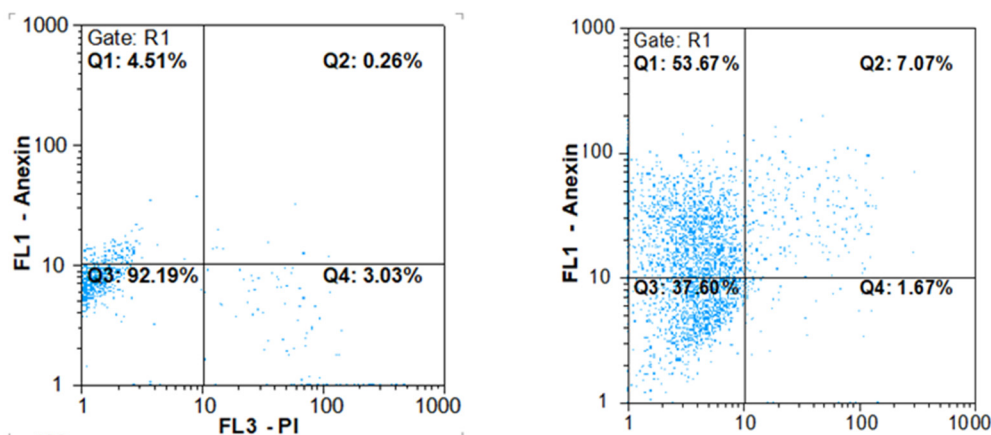 1000
Gate: R1
Q1: 4.51%
Q2: 0.26%
100
FL1 - Anexin
10
Q3: 92.19%
Q4: 3.03%
1
1
10
100
1000
FL3 - PI
1000
Gate: R1
Q1: 53.67%
Q2: 7.07%
100
FL1 - Anexin
10
Q3: 37.60%
Q4: 1.67%
1
1
10
100
1000